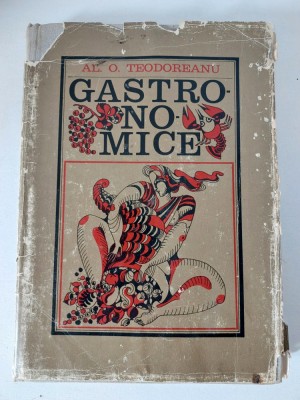 AL. O. TEODOREANU
GASTRO-
NO-
MICE